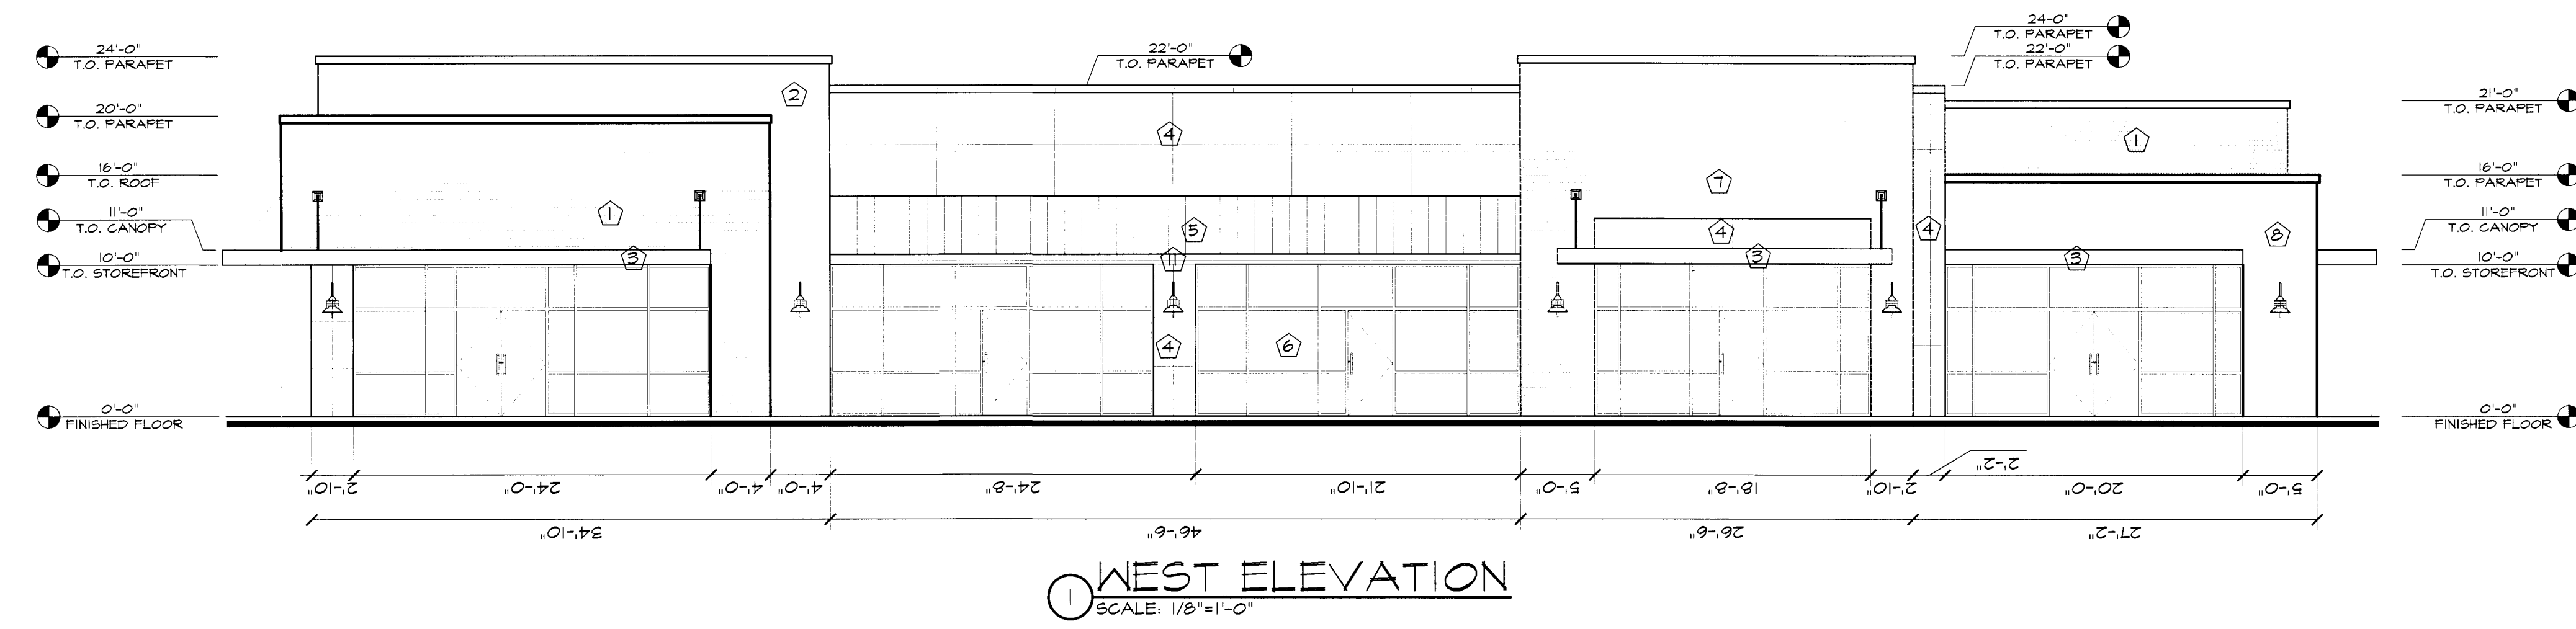 24'-0"
T.O. PARAPET
20'-0"
T.O. PARAPET
16'-0"
T.O. ROOF
11'-0"
T.O. CANOPY
10'-0"
T.O. STOREFRONT
0'-0"
FINISHED FLOOR
22'-0"
T.O. PARAPET
24-0"
T.O. PARAPET
22'-0"
T.O. PARAPET
21'-0"
T.O. PARAPET
16'-0"
T.O. PARAPET
11'-0"
T.O. CANOPY
10'-0"
T.O. STOREFRONT
0'-0"
FINISHED FLOOR
2
1
3
4
5
11
4
6
7
4
3
4
1
8
3
2'-10"
24'-0"
4'-0"
4'-0"
24'-8"
21'-10"
5'-0"
18'-8"
2'-10"
2'-2"
20'-0"
5'-0"
34'-10"
46'-6"
26'-6"
27'-2"
1
WEST ELEVATION
SCALE: 1/8"=1'-0"